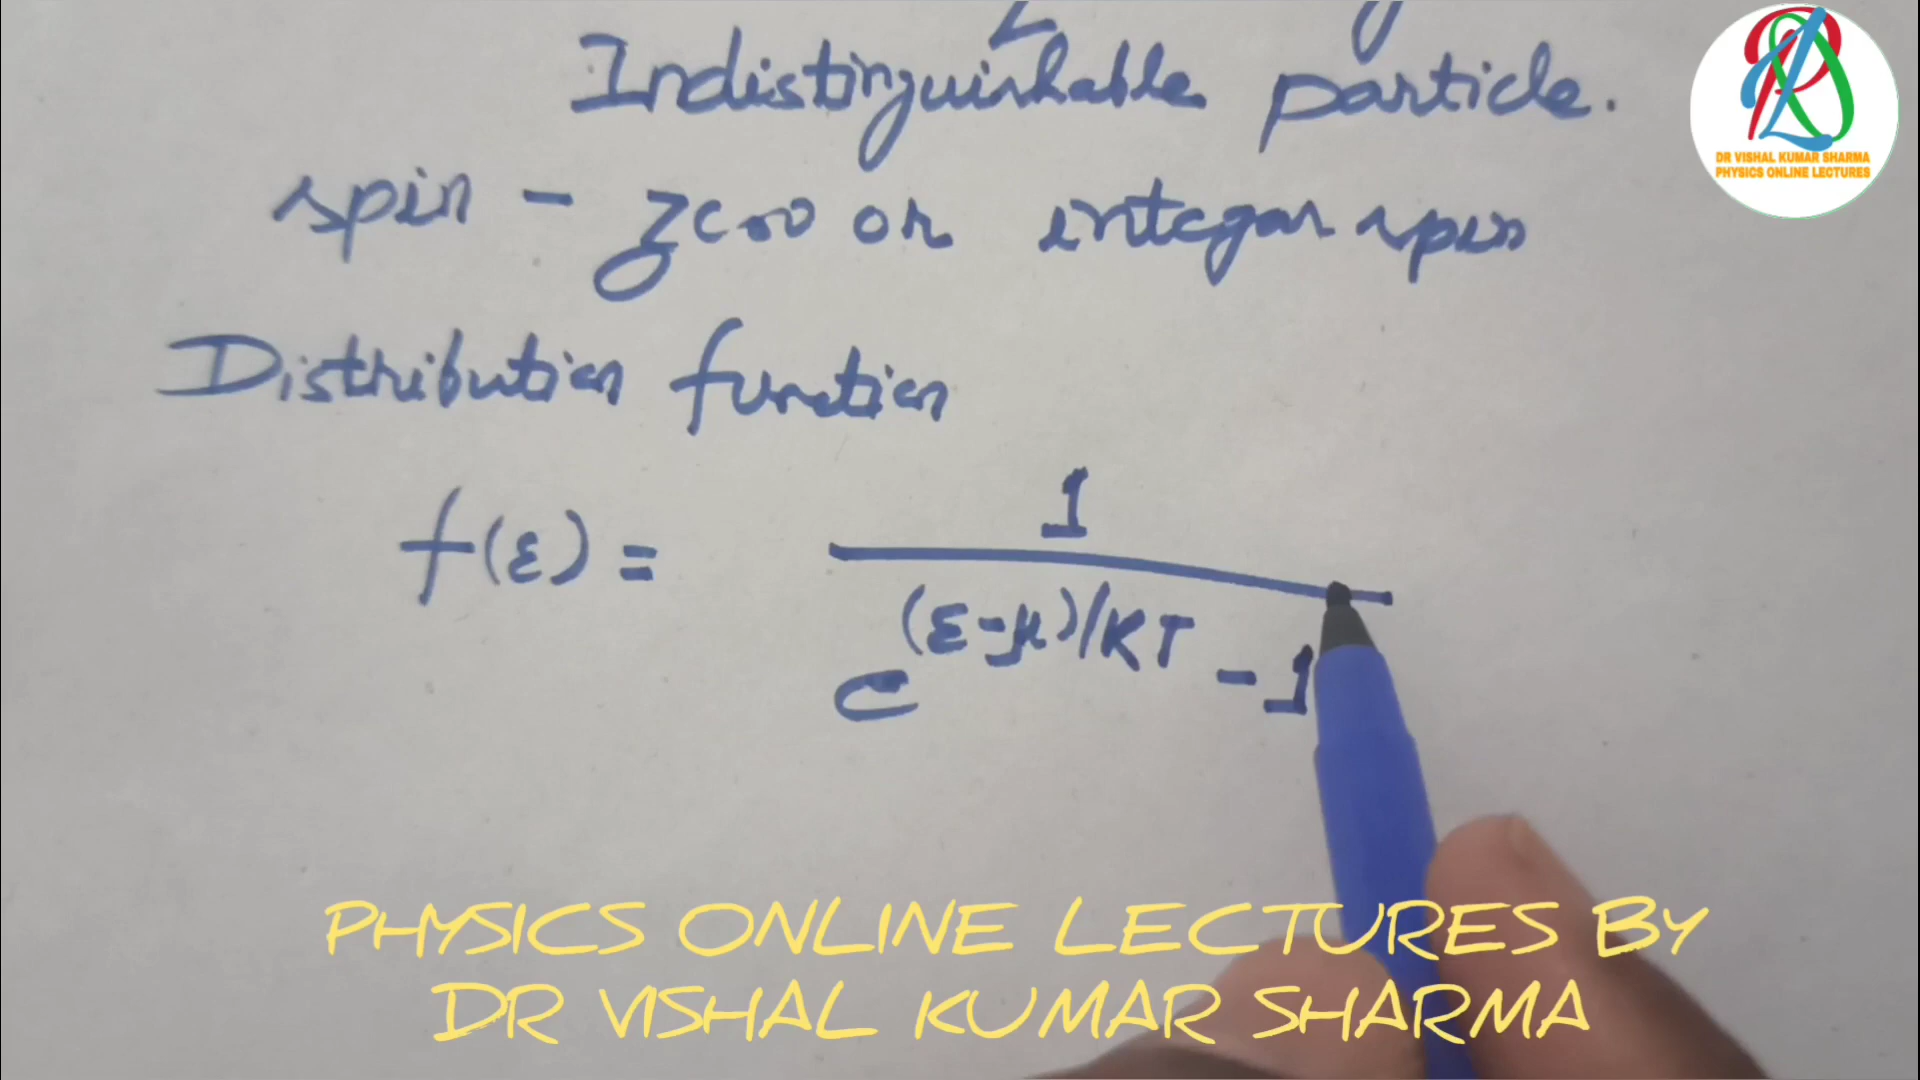 Indistinguishable particle.
spin - zero or integar spin
Distribution function
f(ε) = 1
e(ε-μ)/KT - 1
DR VISHAL KUMAR SHARMA
PHYSICS ONLINE LECTURES
PHYSICS ONLINE LECTURES BY
DR VISHAL KUMAR SHARMA